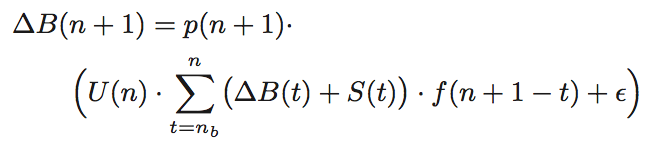 ΔB(n + 1) = p(n + 1)·
(U(n) · ∑_{t=n_b}^{n} (ΔB(t) + S(t)) · f(n + 1 − t) + ϵ)